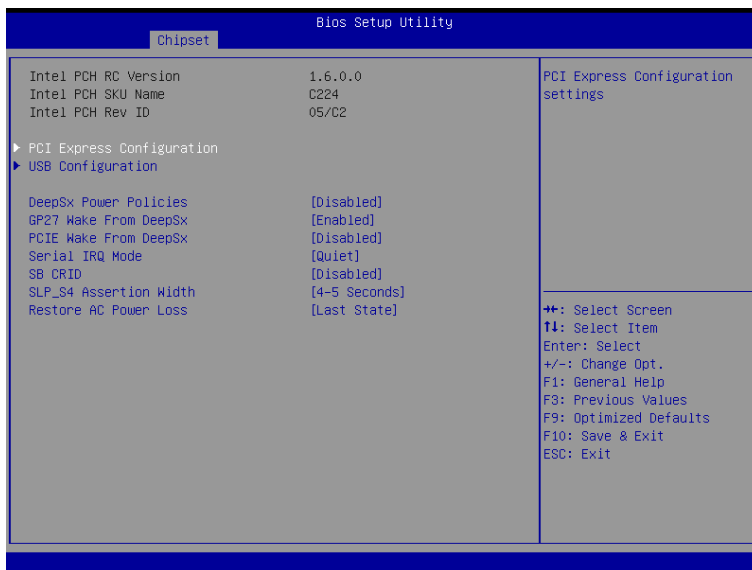 Bios Setup Utility
Chipset
Intel PCH RC Version 1.6.0.0
Intel PCH SKU Name C224
Intel PCH Rev ID 05/C2
PCI Express Configuration
USB Configuration
DeepSx Power Policies [Disabled]
GP27 Wake From DeepSx [Enabled]
PCIE Wake From DeepSx [Disabled]
Serial IRQ Mode [Quiet]
SB CRID [Disabled]
SLP_S4 Assertion Width [4-5 Seconds]
Restore AC Power Loss [Last State]
PCI Express Configuration
settings
→←: Select Screen
↑↓: Select Item
Enter: Select
+/-: Change Opt.
F1: General Help
F3: Previous Values
F9: Optimized Defaults
F10: Save & Exit
ESC: Exit